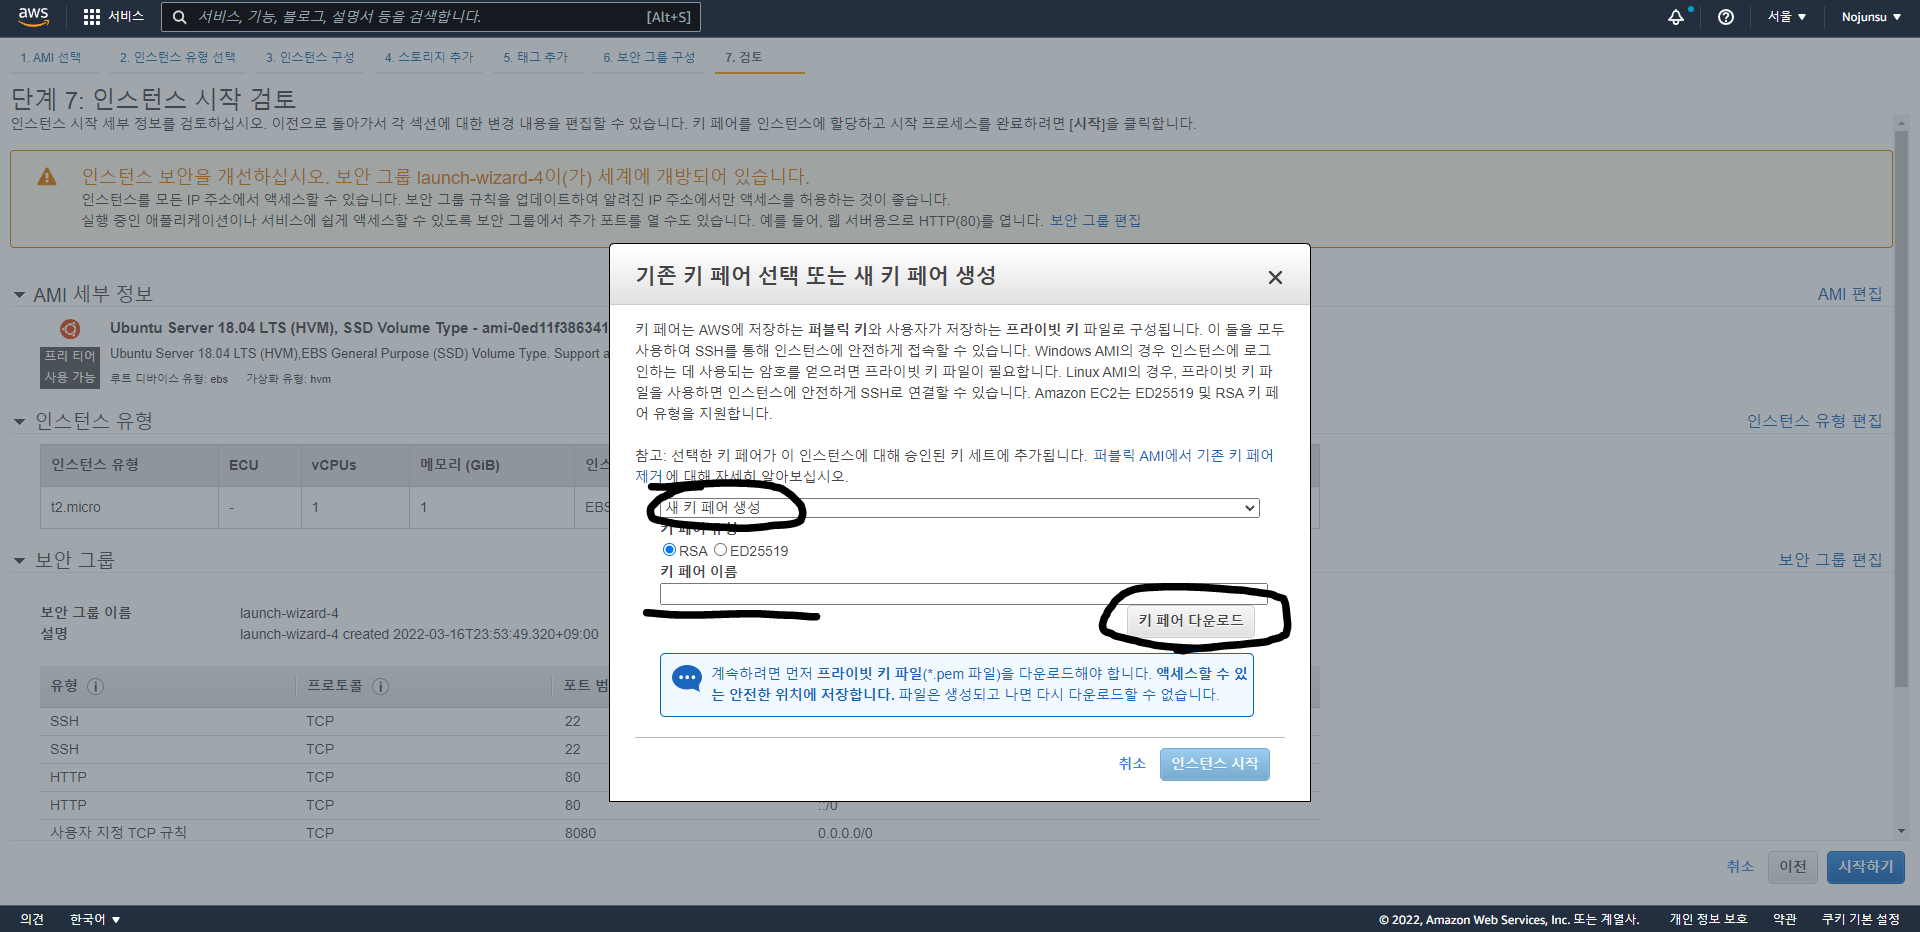 aws
서비스
서비스, 기능, 블로그, 설명서 등을 검색합니다.
[Alt+S]
서울 ▼
Nojunsu ▼
1. AMI 선택
2. 인스턴스 유형 선택
3. 인스턴스 구성
4. 스토리지 추가
5. 태그 추가
6. 보안 그룹 구성
7. 검토
단계 7: 인스턴스 시작 검토
인스턴스 시작 세부 정보를 검토하십시오. 이전으로 돌아가서 각 섹션에 대한 변경 내용을 편집할 수 있습니다. 키 페어를 인스턴스에 할당하고 시작 프로세스를 완료하려면 [시작]을 클릭합니다.
인스턴스 보안을 개선하십시오. 보안 그룹 launch-wizard-4이(가) 세계에 개방되어 있습니다.
인스턴스를 모든 IP 주소에서 액세스할 수 있습니다. 보안 그룹 규칙을 업데이트하여 알려진 IP 주소에서만 액세스를 허용하는 것이 좋습니다.
실행 중인 애플리케이션이나 서비스에 쉽게 액세스할 수 있도록 보안 그룹에서 추가 포트를 열 수도 있습니다. 예를 들어, 웹 서버용으로 HTTP(80)를 엽니다. 보안 그룹 편집
AMI 세부 정보
AMI 편집
Ubuntu Server 18.04 LTS (HVM), SSD Volume Type - ami-0ed11f386341
프리 티어
사용 가능
Ubuntu Server 18.04 LTS (HVM),EBS General Purpose (SSD) Volume Type. Support a
루트 디바이스 유형: ebs 가상화 유형: hvm
인스턴스 유형
인스턴스 유형 편집
인스턴스 유형
ECU
vCPUs
메모리 (GiB)
인스
t2.micro
-
1
1
EBS
보안 그룹
보안 그룹 편집
보안 그룹 이름
launch-wizard-4
설명
launch-wizard-4 created 2022-03-16T23:53:49.320+09:00
유형
프로토콜
포트 범
SSH
TCP
22
SSH
TCP
22
HTTP
TCP
80
HTTP
TCP
80
::/0
사용자 지정 TCP 규칙
TCP
8080
0.0.0.0/0
기존 키 페어 선택 또는 새 키 페어 생성
키 페어는 AWS에 저장하는 퍼블릭 키와 사용자가 저장하는 프라이빗 키 파일로 구성됩니다. 이 둘을 모두
사용하여 SSH를 통해 인스턴스에 안전하게 접속할 수 있습니다. Windows AMI의 경우 인스턴스에 로그
인하는 데 사용되는 암호를 얻으려면 프라이빗 키 파일이 필요합니다. Linux AMI의 경우, 프라이빗 키 파
일을 사용하면 인스턴스에 안전하게 SSH로 연결할 수 있습니다. Amazon EC2는 ED25519 및 RSA 키 페
어 유형을 지원합니다.
참고: 선택한 키 페어가 이 인스턴스에 대해 승인된 키 세트에 추가됩니다. 퍼블릭 AMI에서 기존 키 페어
제거에 대해 자세히 알아보십시오.
새 키 페어 생성
키 페어 유형
RSA
ED25519
키 페어 이름
키 페어 다운로드
계속하려면 먼저 프라이빗 키 파일(*.pem 파일)을 다운로드해야 합니다. 액세스할 수 있
는 안전한 위치에 저장합니다. 파일은 생성되고 나면 다시 다운로드할 수 없습니다.
취소
인스턴스 시작
취소
이전
시작하기
의견
한국어 ▼
© 2022, Amazon Web Services, Inc. 또는 계열사.
개인 정보 보호
약관
쿠키 기본 설정